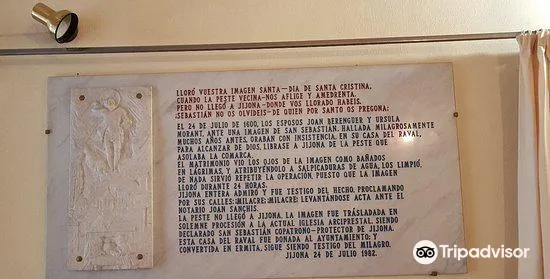 LLORÓ VUESTRA IMAGEN SANTA-DIA DE SANTA CRISTINA,
CUANDO LA PESTE VECINA-NOS AFLIGE Y AMEDRENTA.
PERO NO LLEGÓ A JIJONA-DONDE VOS LLORADO HABEIS.
¡SEBASTIÁN NO OS OLVIDEIS-DE QUIEN POR SANTO OS PREGONA!
EL 24 DE JULIO DE 1600, LOS ESPOSOS JOAN BERENGUER Y URSULA
MORANT, ANTE UNA IMAGEN DE SAN SEBASTIÁN, HALLADA MILAGROSAMENTE
MUCHOS AÑOS ANTES, ORABAN CON INSISTENCIA, EN SU CASA DEL RAVAL,
PARA ALCANZAR DE DIOS, LIBRASE A JIJONA DE LA PESTE QUE
ASOLABA LA COMARCA.
EL MATRIMONIO VIO LOS OJOS DE LA IMAGEN COMO BAÑADOS
EN LÁGRIMAS, Y ATRIBUYÉNDOLO A SALPICADURAS DE AGUA, LOS LIMPIÓ.
DE NADA SIRVIÓ REPETIR LA OPERACIÓN, PUESTO QUE LA IMAGEN
LLORÓ DURANTE 24 HORAS.
JIJONA ENTERA ADMIRÓ Y FUE TESTIGO DEL HECHO, PROCLAMANDO
POR SUS CALLES: ¡MILACRE! ¡MILACRE! LEVANTÁNDOSE ACTA ANTE EL
NOTARIO JOAN SANCHIS.
LA PESTE NO LLEGÓ A JIJONA. LA IMAGEN FUE TRASLADADA EN
SOLEMNE PROCESIÓN A LA ACTUAL IGLESIA ARCIPRESTAL, SIENDO
DECLARADO SAN SEBASTIÁN COPATRONO-PROTECTOR DE JIJONA.
ESTA CASA DEL RAVAL FUE DONADA AL AYUNTAMIENTO; Y
CONVERTIDA EN ERMITA, SIGUE SIENDO TESTIGO DEL MILAGRO.
JIJONA 24 DE JULIO 1982.
Tripadvisor